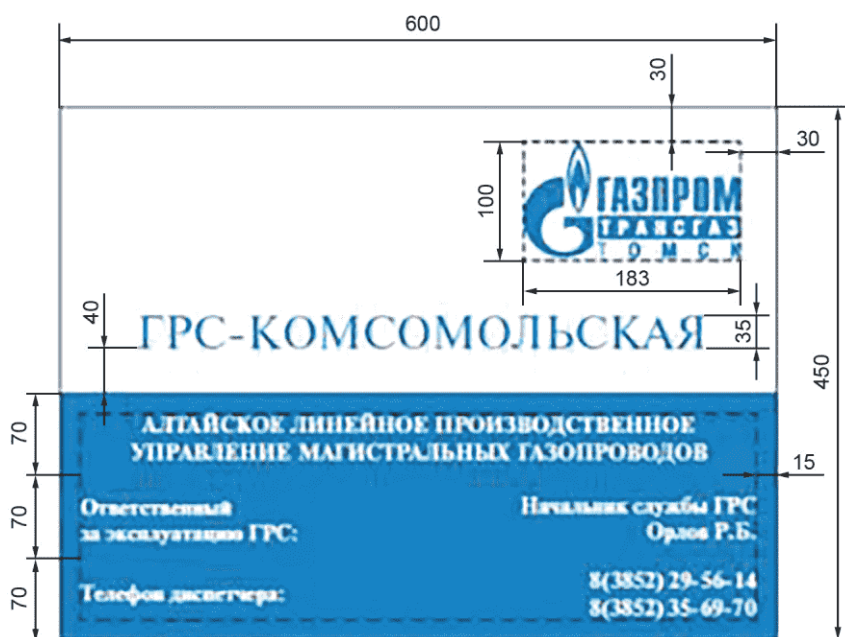 600
30
30
ГАЗПРОМ
ТРАНСГАЗ
ТОМСК
100
183
40
ГРС-КОМСОМОЛЬСКАЯ
35
450
70
АЛТАЙСКОЕ ЛИНЕЙНОЕ ПРОИЗВОДСТВЕННОЕ
УПРАВЛЕНИЕ МАГИСТРАЛЬНЫХ ГАЗОПРОВОДОВ
15
70
Ответственный
за эксплуатацию ГРС:
Начальник службы ГРС
Орлов Р.Б.
70
Телефон диспетчера:
8(3852) 29-56-14
8(3852) 35-69-70